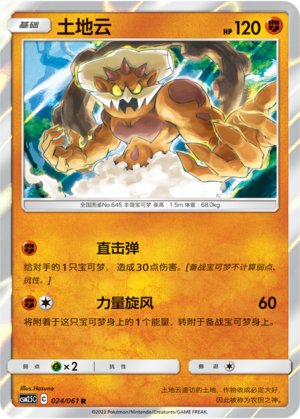 基础 土地云 HP 120
全国图鉴No.645 丰饶宝可梦 身高：1.5m 体重：68.0kg
直击弹
给对手的1只宝可梦，造成30点伤害。[备战宝可梦不计算弱点、
抗性。]
力量旋风 60
将附着于这只宝可梦身上的1个能量，转附于备战宝可梦身上。
弱点 ×2 抗性 撤退
Illus.Hasuno
CSM25C C 024/061 R
土地云造访的土地，作物收成必定大好，
因此被称为农田之神。
©2023 Pokémon/Nintendo/Creatures/GAME FREAK.